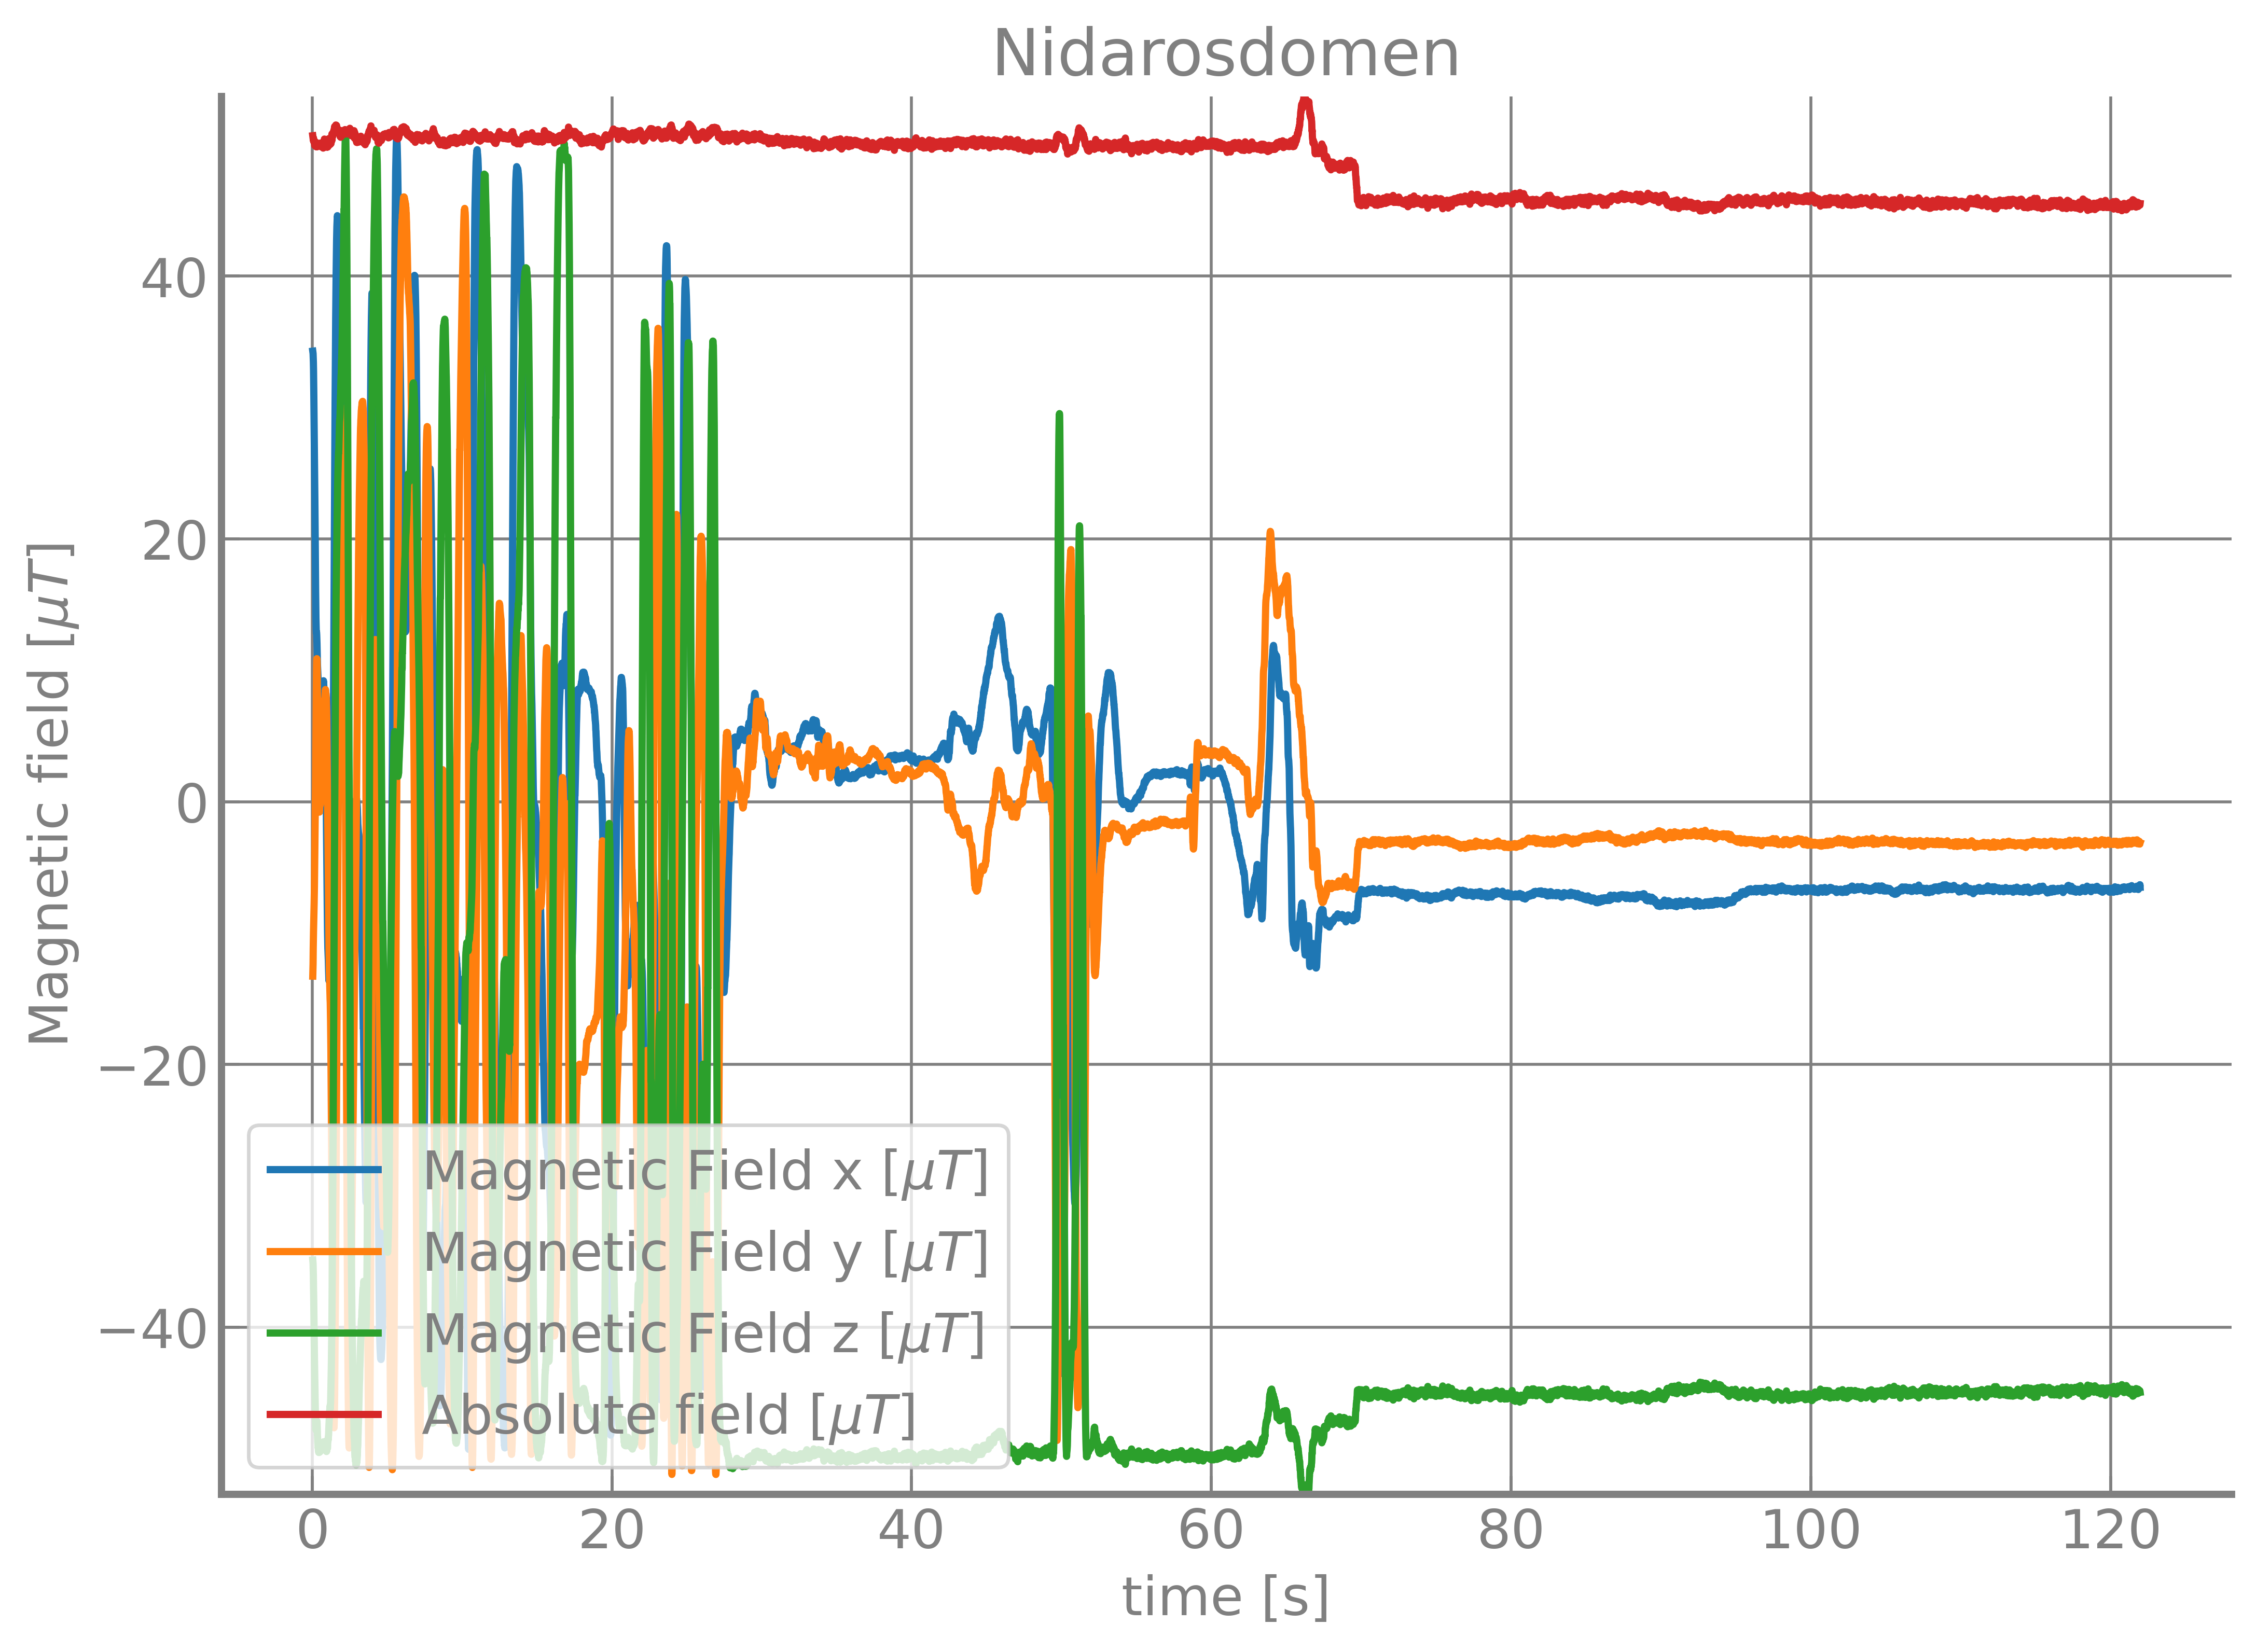 Nidarosdomen
Magnetic field [μT]
40
20
0
−20
−40
Magnetic Field x [μT]
Magnetic Field y [μT]
Magnetic Field z [μT]
Absolute field [μT]
0 20 40 60 80 100 120
time [s]